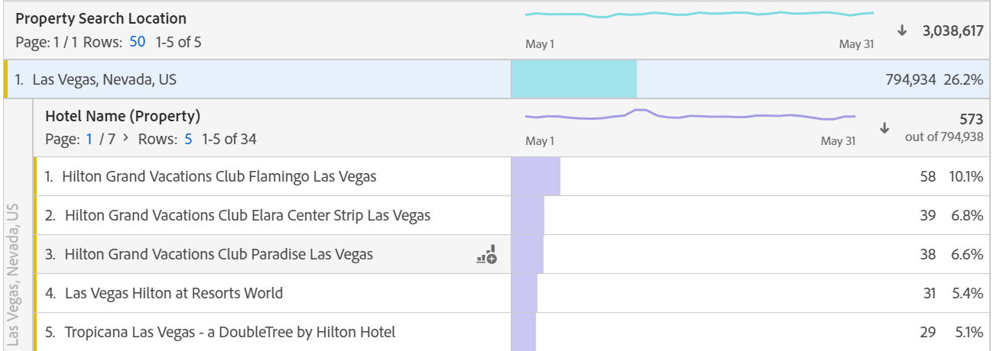 Property Search Location
Page: 1 / 1 Rows: 50 1-5 of 5
May 1
May 31
3,038,617
1. Las Vegas, Nevada, US 794,934 26.2%
Las Vegas, Nevada, US
Hotel Name (Property)
Page: 1 / 7 > Rows: 5 1-5 of 34
May 1
May 31
573
out of 794,938
1. Hilton Grand Vacations Club Flamingo Las Vegas 58 10.1%
2. Hilton Grand Vacations Club Elara Center Strip Las Vegas 39 6.8%
3. Hilton Grand Vacations Club Paradise Las Vegas 38 6.6%
4. Las Vegas Hilton at Resorts World 31 5.4%
5. Tropicana Las Vegas - a DoubleTree by Hilton Hotel 29 5.1%